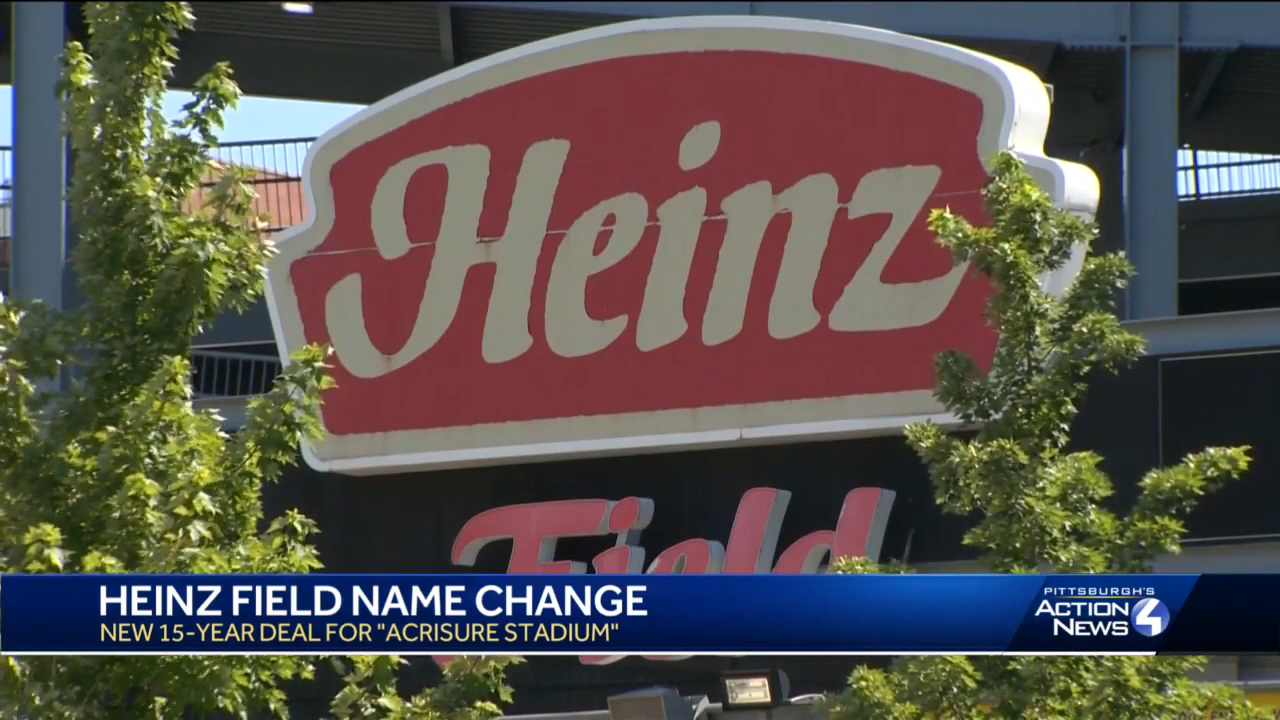 Heinz
Field
HEINZ FIELD NAME CHANGE
NEW 15-YEAR DEAL FOR "ACRISURE STADIUM"
PITTSBURGH'S
ACTION
NEWS 4